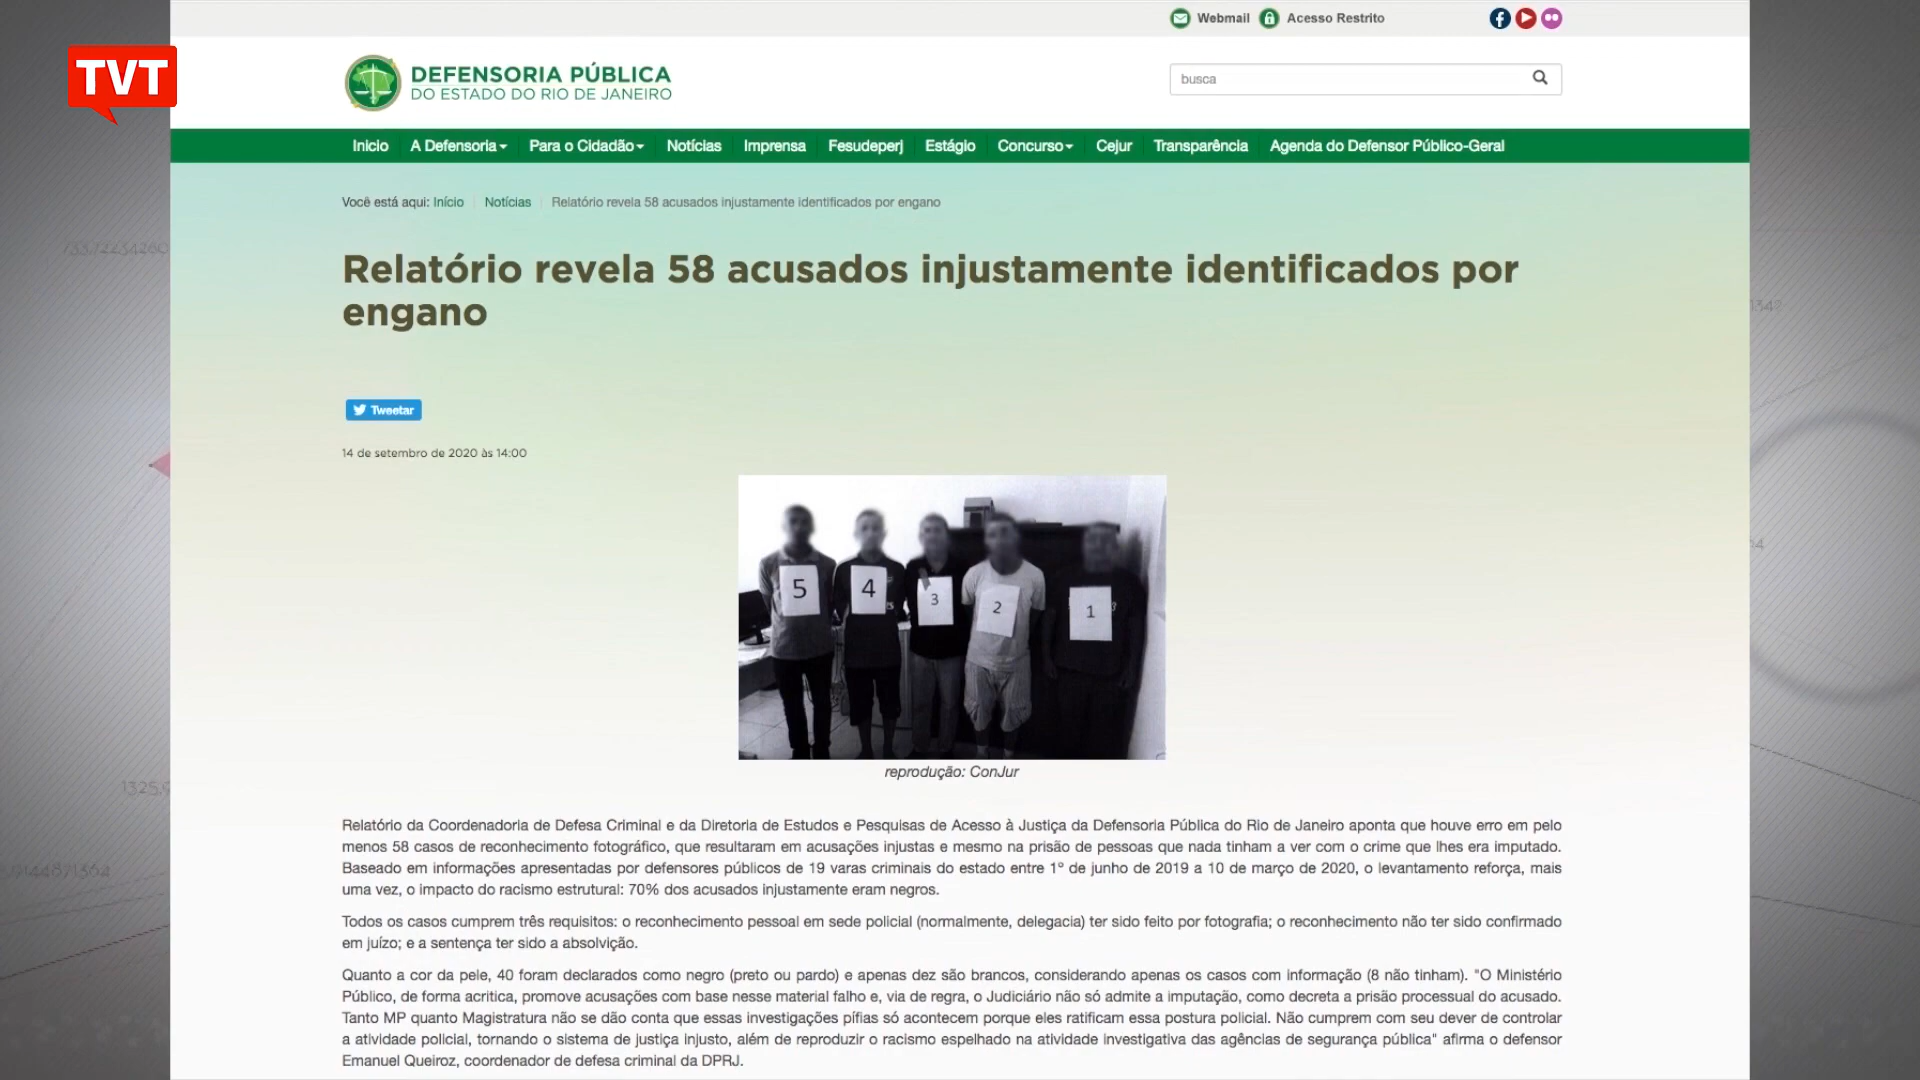 Webmail Acesso Restrito
TVT
DEFENSORIA PÚBLICA
DO ESTADO DO RIO DE JANEIRO
busca
Inicio A Defensoria Para o Cidadão Notícias Imprensa Fesudeperj Estágio Concurso Cejur Transparência Agenda do Defensor Público-Geral
Você está aqui: Início Notícias Relatório revela 58 acusados injustamente identificados por engano
Relatório revela 58 acusados injustamente identificados por
engano
Tweetar
14 de setembro de 2020 às 14:00
5 4 3 2 1
reprodução: ConJur
Relatório da Coordenadoria de Defesa Criminal e da Diretoria de Estudos e Pesquisas de Acesso à Justiça da Defensoria Pública do Rio de Janeiro aponta que houve erro em pelo
menos 58 casos de reconhecimento fotográfico, que resultaram em acusações injustas e mesmo na prisão de pessoas que nada tinham a ver com o crime que lhes era imputado.
Baseado em informações apresentadas por defensores públicos de 19 varas criminais do estado entre 1º de junho de 2019 a 10 de março de 2020, o levantamento reforça, mais
uma vez, o impacto do racismo estrutural: 70% dos acusados injustamente eram negros.
Todos os casos cumprem três requisitos: o reconhecimento pessoal em sede policial (normalmente, delegacia) ter sido feito por fotografia; o reconhecimento não ter sido confirmado
em juízo; e a sentença ter sido a absolvição.
Quanto a cor da pele, 40 foram declarados como negro (preto ou pardo) e apenas dez são brancos, considerando apenas os casos com informação (8 não tinham). "O Ministério
Público, de forma acritica, promove acusações com base nesse material falho e, via de regra, o Judiciário não só admite a imputação, como decreta a prisão processual do acusado.
Tanto MP quanto Magistratura não se dão conta que essas investigações pífias só acontecem porque eles ratificam essa postura policial. Não cumprem com seu dever de controlar
a atividade policial, tornando o sistema de justiça injusto, além de reproduzir o racismo espelhado na atividade investigativa das agências de segurança pública" afirma o defensor
Emanuel Queiroz, coordenador de defesa criminal da DPRJ.